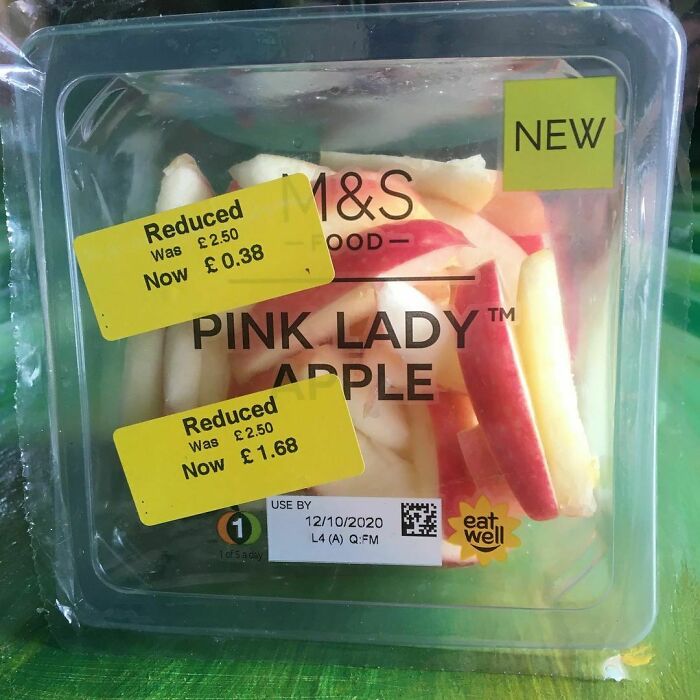 NEW
M&S
—FOOD—
Reduced
Was £2.50
Now £0.38
PINK LADY™
APPLE
Reduced
Was £2.50
Now £1.68
USE BY
12/10/2020
L4 (A) Q:FM
1
1 of 5 a day
eat
well